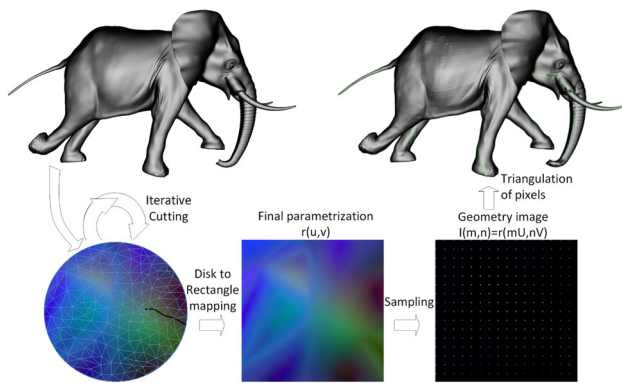 Iterative
Cutting
Triangulation
of pixels
Final parametrization
r(u,v)
Geometry image
I(m,n)=r(mU,nV)
Disk to
Rectangle
mapping
Sampling